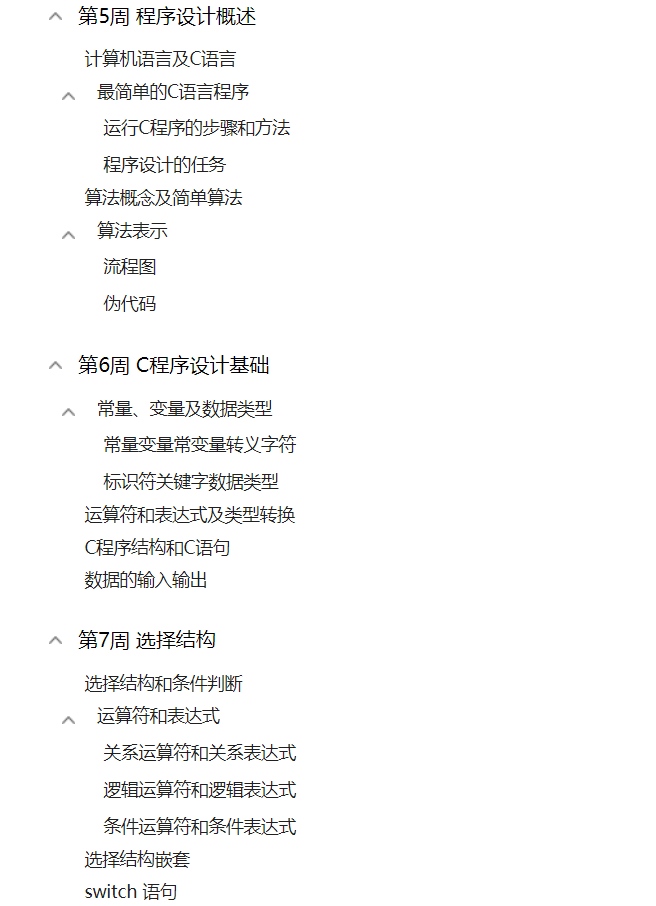 第5周 程序设计概述
计算机语言及C语言
最简单的C语言程序
运行C程序的步骤和方法
程序设计的任务
算法概念及简单算法
算法表示
流程图
伪代码
第6周 C程序设计基础
常量、变量及数据类型
常量变量常变量转义字符
标识符关键字数据类型
运算符和表达式及类型转换
C程序结构和C语句
数据的输入输出
第7周 选择结构
选择结构和条件判断
运算符和表达式
关系运算符和关系表达式
逻辑运算符和逻辑表达式
条件运算符和条件表达式
选择结构嵌套
switch 语句